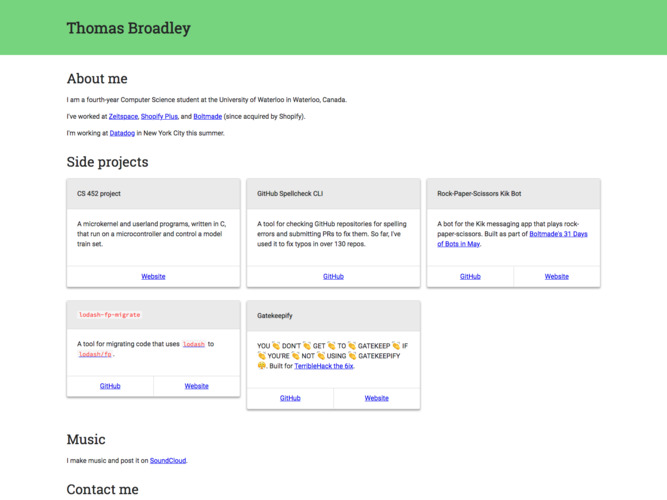 Thomas Broadley
About me
I am a fourth-year Computer Science student at the University of Waterloo in Waterloo, Canada.
I've worked at Zeitspace, Shopify Plus, and Boltmade (since acquired by Shopify).
I'm working at Datadog in New York City this summer.
Side projects
CS 452 project
A microkernel and userland programs, written in C,
that run on a microcontroller and control a model
train set.
Website
GitHub Spellcheck CLI
A tool for checking GitHub repositories for spelling
errors and submitting PRs to fix them. So far, I've
used it to fix typos in over 130 repos.
GitHub
Rock-Paper-Scissors Kik Bot
A bot for the Kik messaging app that plays rock-
paper-scissors. Built as part of Boltmade's 31 Days
of Bots in May.
GitHub Website
lodash-fp-migrate
A tool for migrating code that uses lodash to
lodash/fp.
GitHub Website
Gatekeepify
YOU 👏 DON'T 👏 GET 👏 TO 👏 GATEKEEP 👏 IF
👏 YOU'RE 👏 NOT 👏 USING 👏 GATEKEEPIFY
😤. Built for TerribleHack the 6ix.
GitHub Website
Music
I make music and post it on SoundCloud.
Contact me